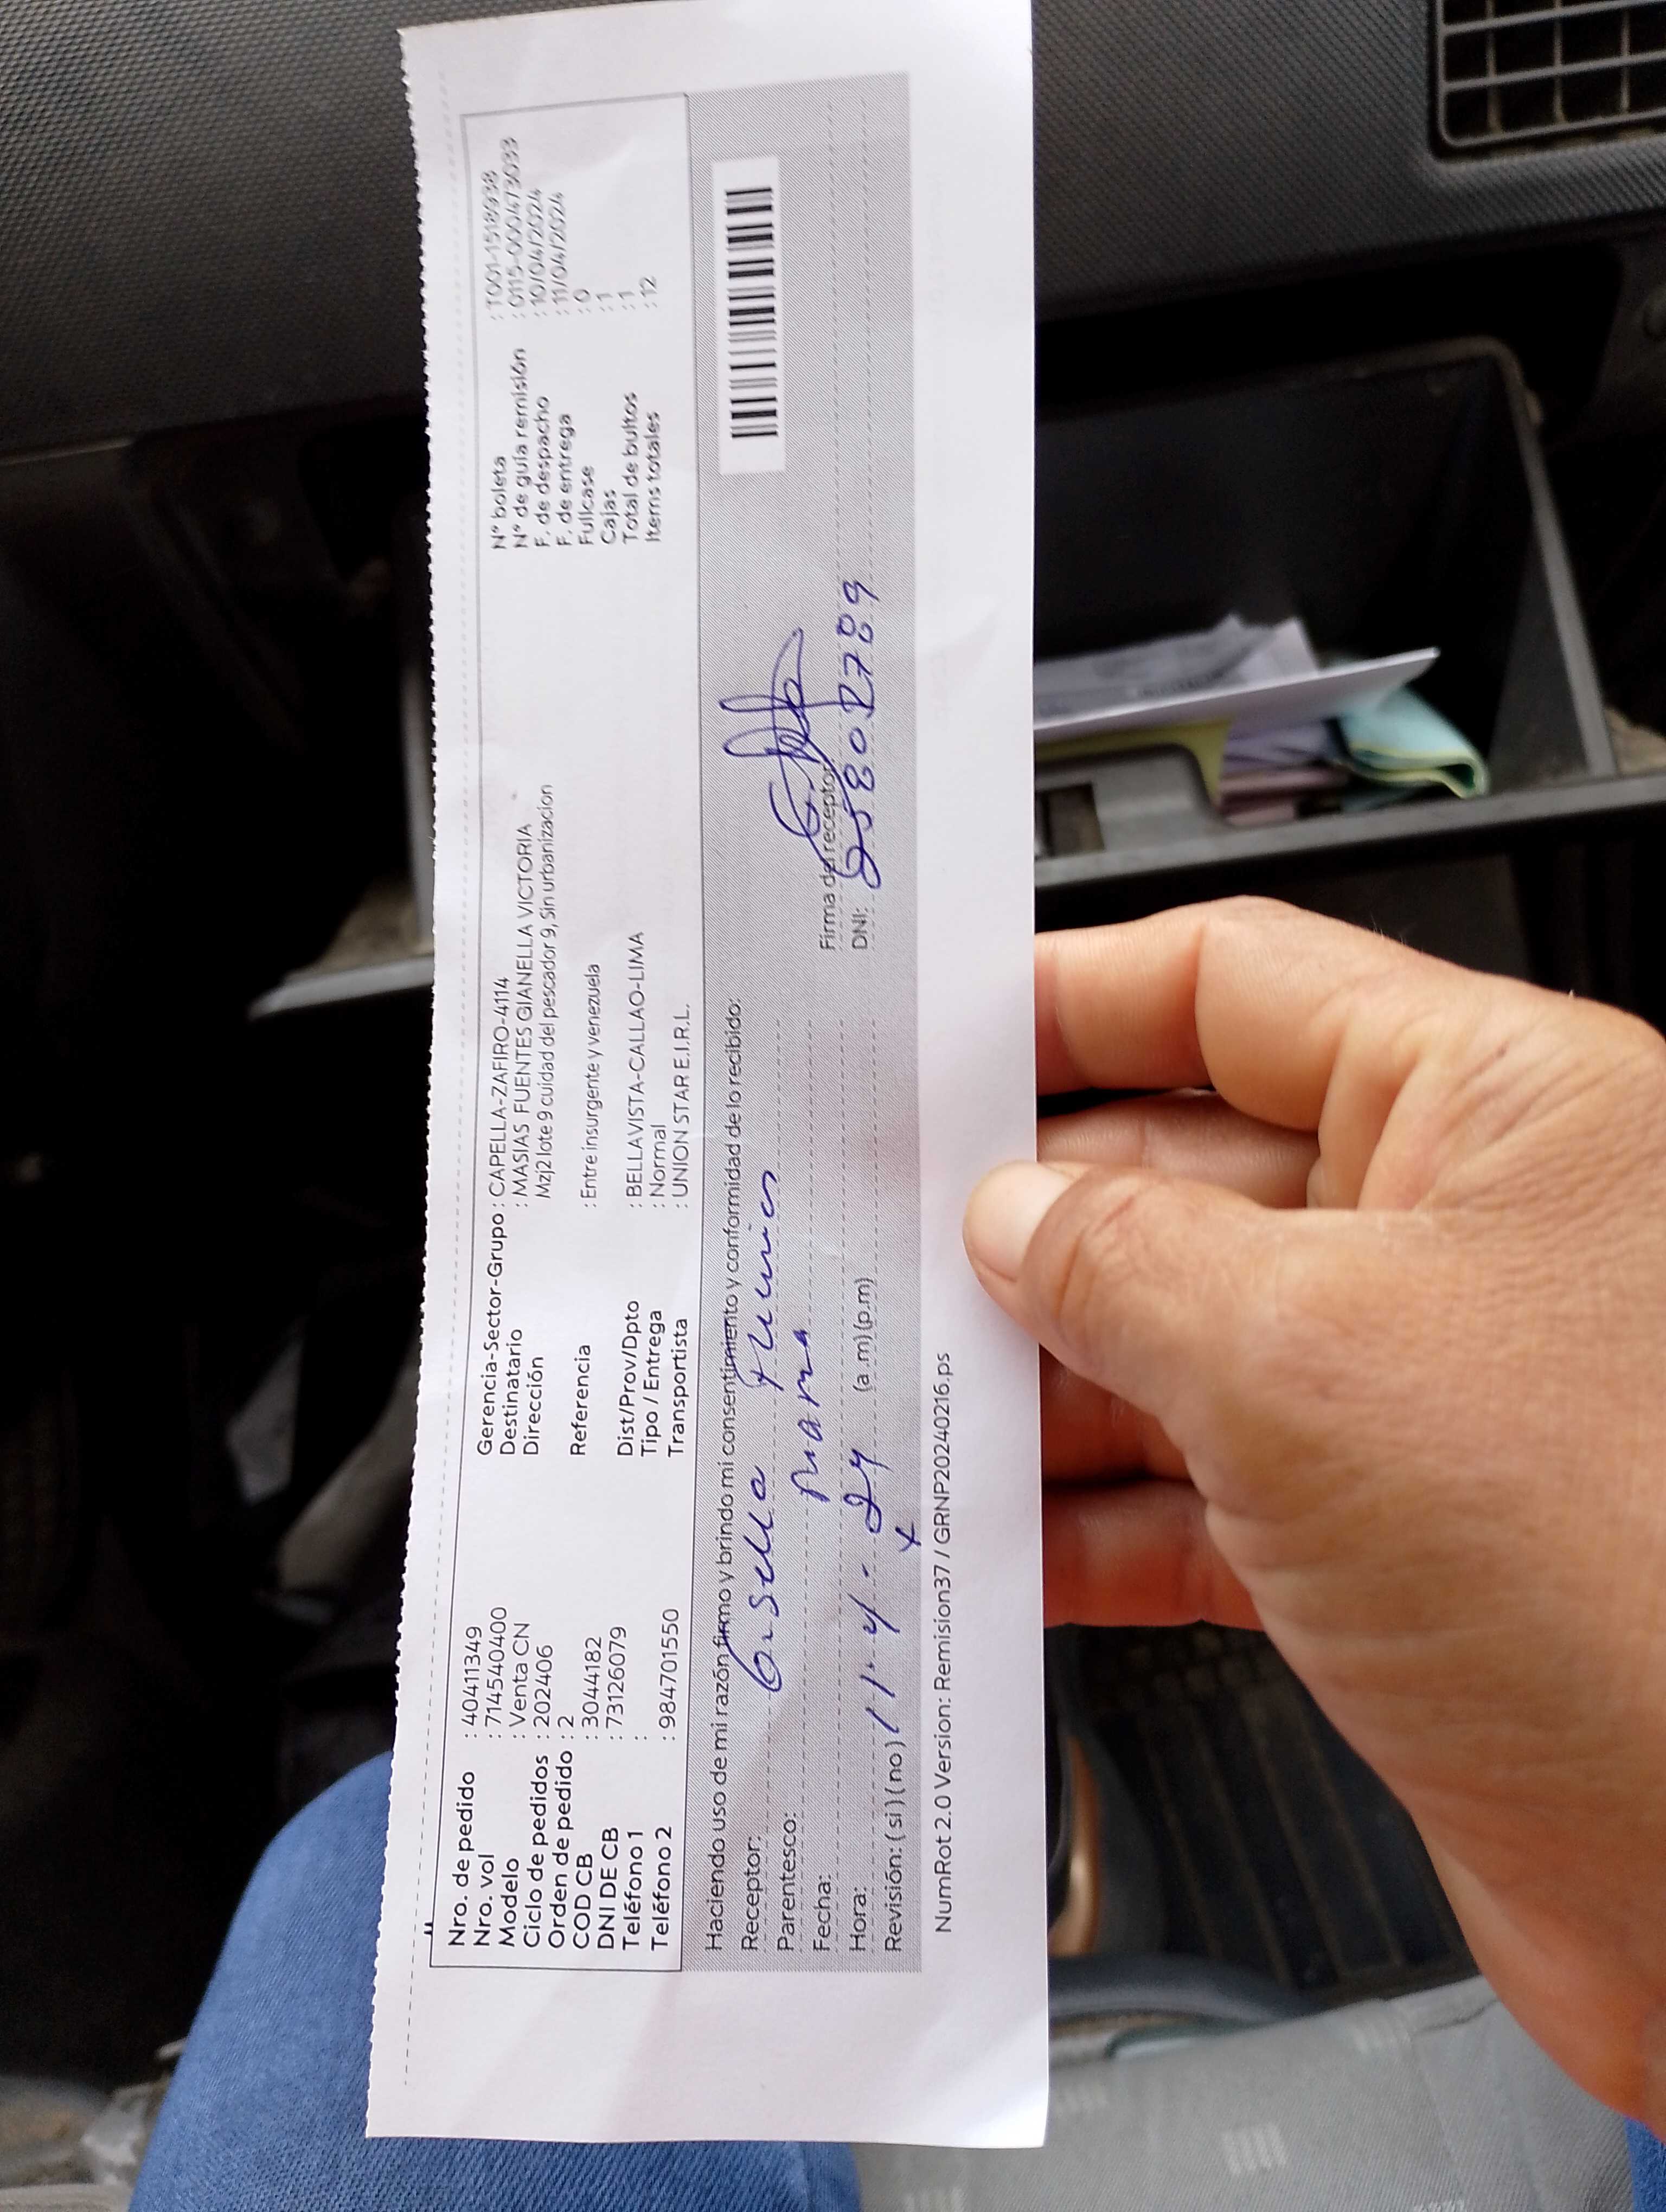 Nro. de pedido : 40411349
Nro. vol : 714540400
Modelo : Venta CN
Ciclo de pedidos : 202406
Orden de pedido : 2
COD CB : 3044182
DNI DE CB : 73126079
Teléfono 1 :
Teléfono 2 : 984701550
Gerencia-Sector-Grupo : CAPELLA-ZAFIRO-4114
Destinatario : MASIAS FUENTES GIANELLA VICTORIA
Dirección Mzj2 lote 9 cuidad del pescador 9, Sin urbanizacion
Referencia : Entre insurgente y venezuela
Dist/Prov/Dpto : BELLAVISTA-CALLAO-LIMA
Tipo / Entrega : Normal
Transportista : UNION STAR E.I.R.L.
N° boleta : T001-1518938
N° de guía remisión : 0115-000473033
F. de despacho : 10/04/2024
F. de entrega : 11/04/2024
Fullcase : 0
Cajas : 1
Total de bultos : 1
Items totales : 12
Haciendo uso de mi razón firmo y brindo mi consentimiento y conformidad de lo recibido:
Receptor:
Parentesco: mama
Fecha: 11-4-24
Hora: (a.m) (p.m)
Revisión: ( si ) ( no ) x
Firma del receptor
DNI: 25802789
NumRot 2.0 Version: Remision37 / GRNP20240216.ps